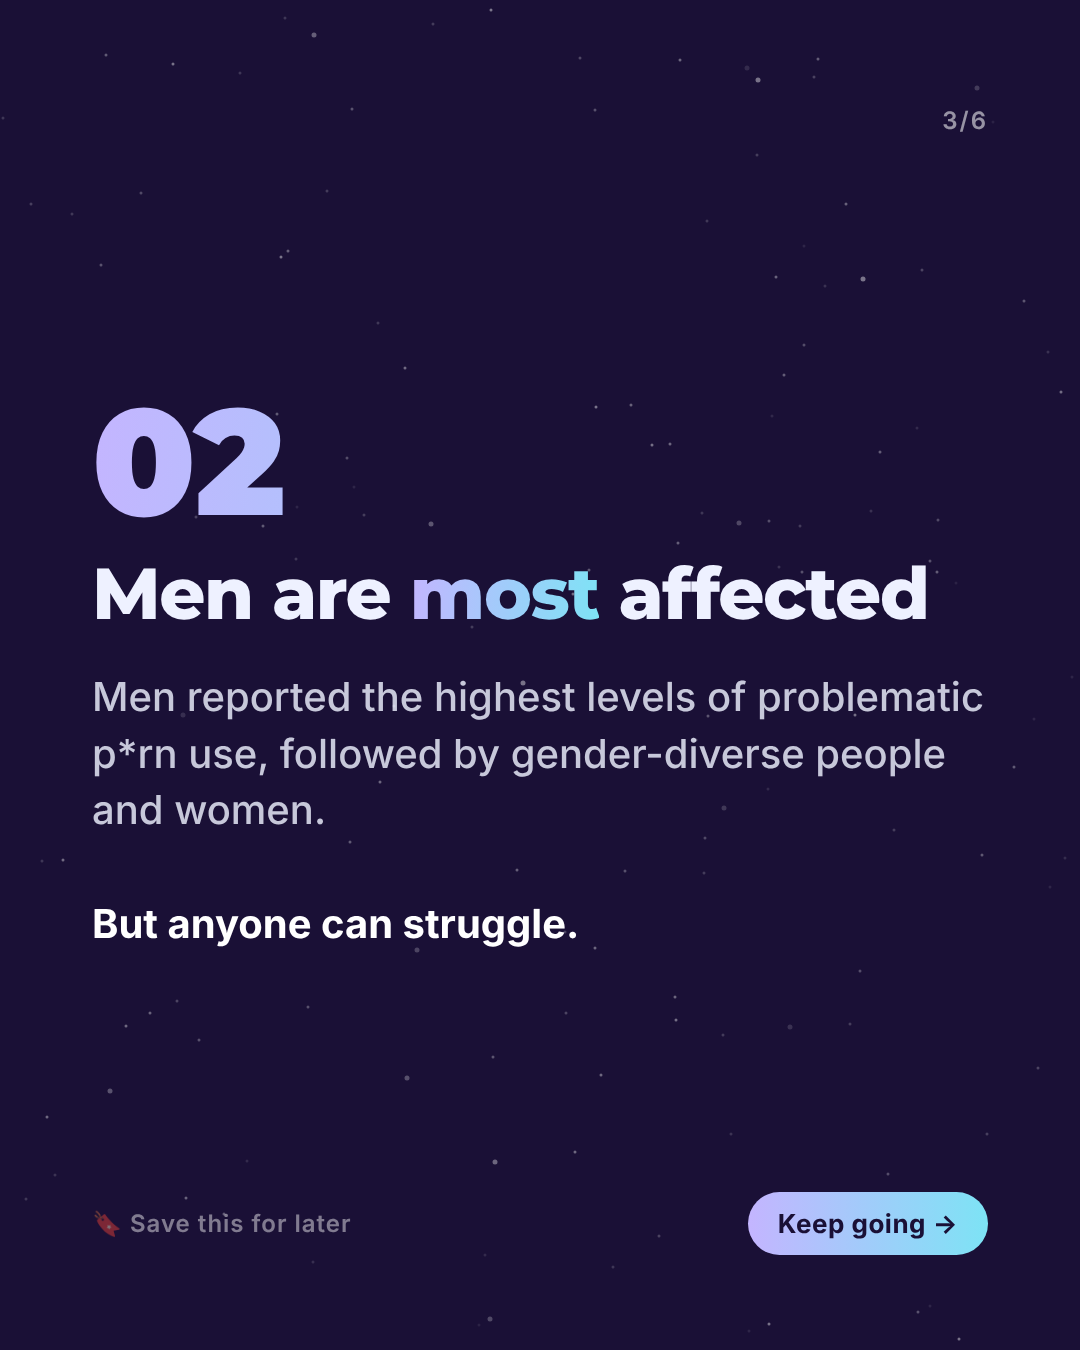 3/6
02
Men are most affected
Men reported the highest levels of problematic
p*rn use, followed by gender-diverse people
and women.
But anyone can struggle.
🔖 Save this for later
Keep going →